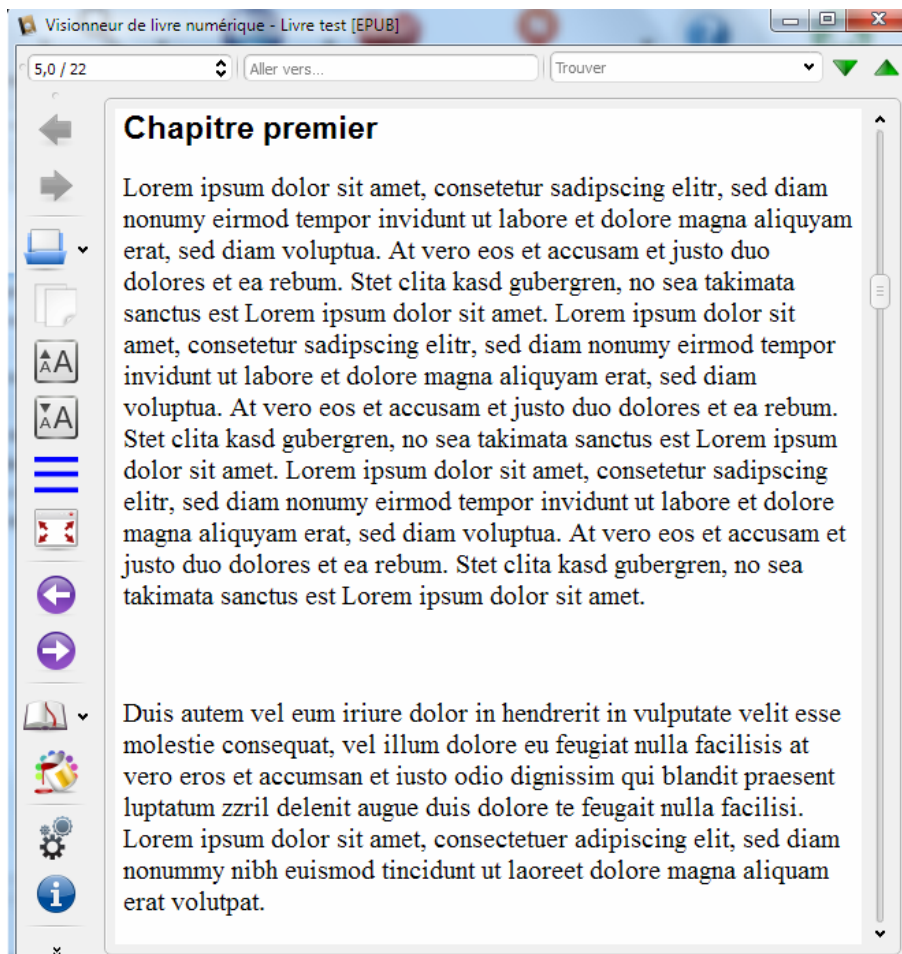 Visionneur de livre numérique - Livre test [EPUB]
5,0 / 22
Aller vers...
Trouver
Chapitre premier
Lorem ipsum dolor sit amet, consetetur sadipscing elitr, sed diam
nonumy eirmod tempor invidunt ut labore et dolore magna aliquyam
erat, sed diam voluptua. At vero eos et accusam et justo duo
dolores et ea rebum. Stet clita kasd gubergren, no sea takimata
sanctus est Lorem ipsum dolor sit amet. Lorem ipsum dolor sit
amet, consetetur sadipscing elitr, sed diam nonumy eirmod tempor
invidunt ut labore et dolore magna aliquyam erat, sed diam
voluptua. At vero eos et accusam et justo duo dolores et ea rebum.
Stet clita kasd gubergren, no sea takimata sanctus est Lorem ipsum
dolor sit amet. Lorem ipsum dolor sit amet, consetetur sadipscing
elitr, sed diam nonumy eirmod tempor invidunt ut labore et dolore
magna aliquyam erat, sed diam voluptua. At vero eos et accusam et
justo duo dolores et ea rebum. Stet clita kasd gubergren, no sea
takimata sanctus est Lorem ipsum dolor sit amet.
Duis autem vel eum iriure dolor in hendrerit in vulputate velit esse
molestie consequat, vel illum dolore eu feugiat nulla facilisis at
vero eros et accumsan et iusto odio dignissim qui blandit praesent
luptatum zzril delenit augue duis dolore te feugait nulla facilisi.
Lorem ipsum dolor sit amet, consectetuer adipiscing elit, sed diam
nonummy nibh euismod tincidunt ut laoreet dolore magna aliquam
erat volutpat.